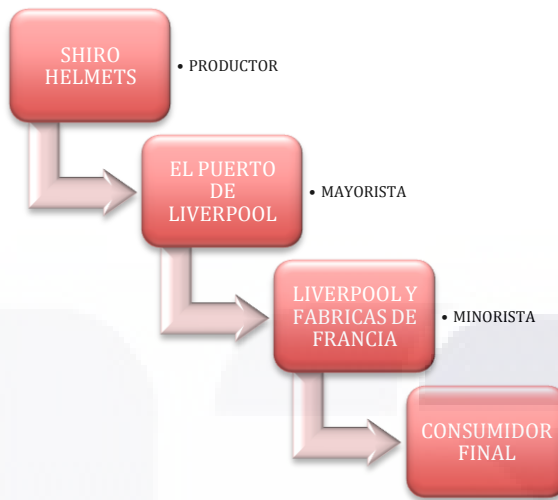 SHIRO
HELMETS
• PRODUCTOR
EL PUERTO
DE
LIVERPOOL
• MAYORISTA
LIVERPOOL Y
FABRICAS DE
FRANCIA
• MINORISTA
CONSUMIDOR
FINAL